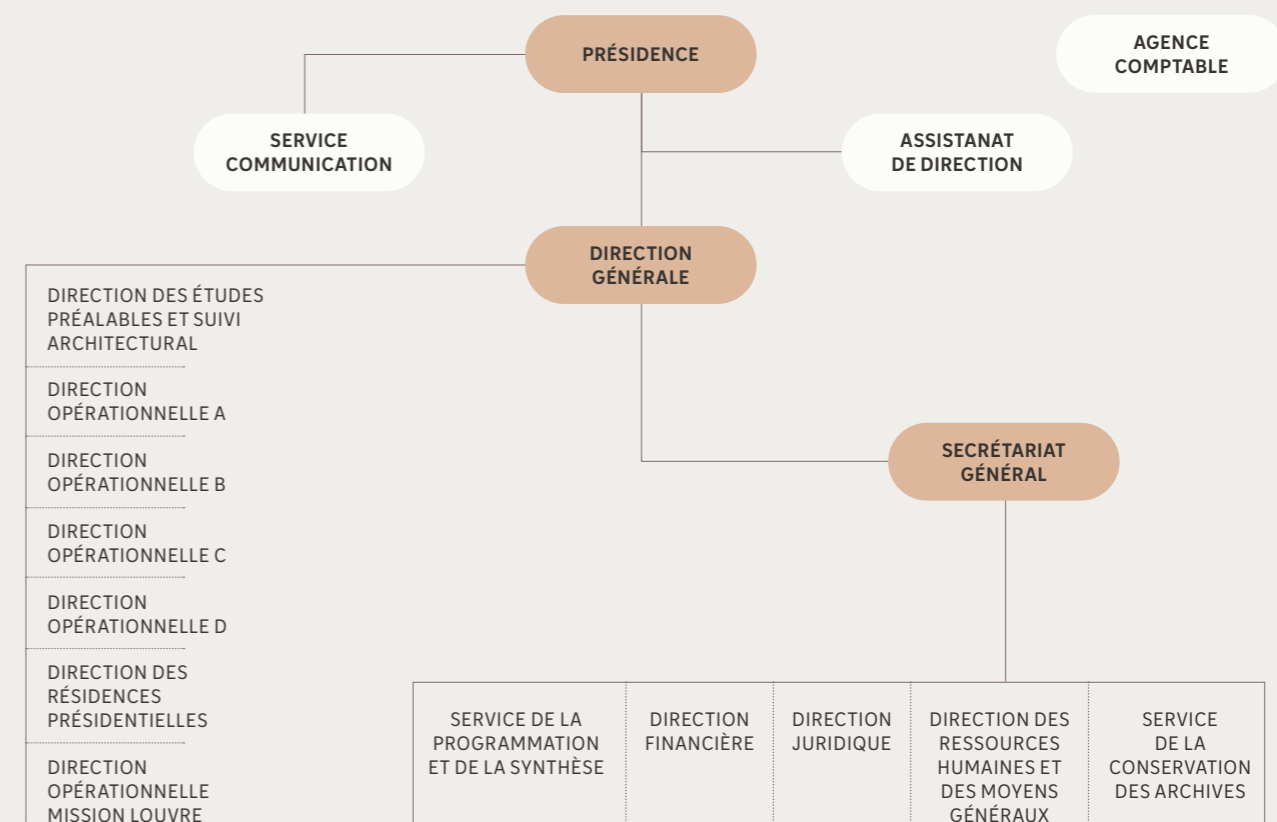 PRÉSIDENCE
AGENCE
COMPTABLE
SERVICE
COMMUNICATION
ASSISTANAT
DE DIRECTION
DIRECTION
GÉNÉRALE
DIRECTION DES ÉTUDES
PRÉALABLES ET SUIVI
ARCHITECTURAL
DIRECTION
OPÉRATIONNELLE A
DIRECTION
OPÉRATIONNELLE B
DIRECTION
OPÉRATIONNELLE C
DIRECTION
OPÉRATIONNELLE D
DIRECTION DES
RÉSIDENCES
PRÉSIDENTIELLES
DIRECTION
OPÉRATIONNELLE
MISSION LOUVRE
SECRÉTARIAT
GÉNÉRAL
SERVICE DE LA
PROGRAMMATION
ET DE LA SYNTHÈSE
DIRECTION
FINANCIÈRE
DIRECTION
JURIDIQUE
DIRECTION DES
RESSOURCES
HUMAINES ET
DES MOYENS
GÉNÉRAUX
SERVICE
DE LA
CONSERVATION
DES ARCHIVES